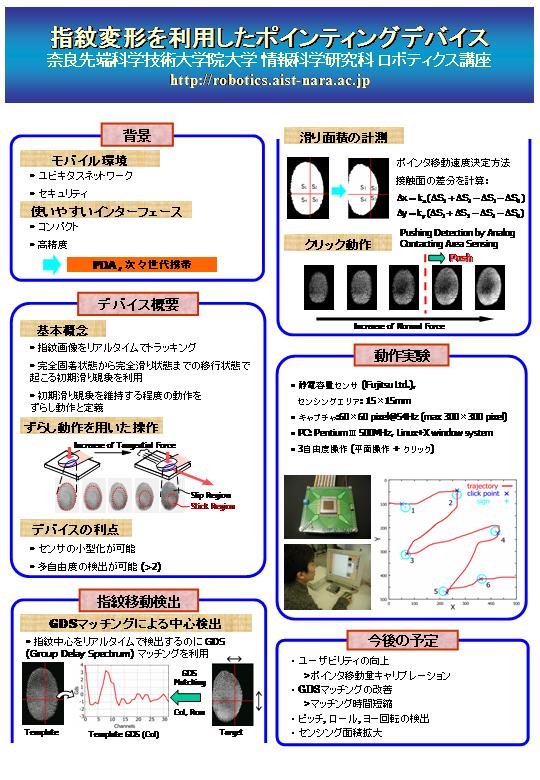 指紋変形を利用したポインティングデバイス
奈良先端科学技術大学院大学 情報科学研究科 ロボティクス講座
http://robotics.aist-nara.ac.jp
背景
モバイル環境
ユビキタスネットワーク
セキュリティ
使いやすいインターフェース
コンパクト
高精度
PDA , 次々世代携帯
デバイス概要
基本概念
指紋画像をリアルタイムでトラッキング
完全固着状態から完全滑り状態までの移行状態で
起こる初期滑り現象を利用
初期滑り現象を維持する程度の動作を
ずらし動作と定義
ずらし動作を用いた操作
Increase of Tangential Force
Slip Region
Stick Region
デバイスの利点
センサの小型化が可能
多自由度の検出が可能 (>2)
指紋移動検出
GDSマッチングによる中心検出
指紋中心をリアルタイムで検出するのに GDS
(Group Delay Spectrum) マッチングを利用
GDS
Matching
Col, Row
Channels
0 5 10 15 20 25 30
Template
Template GDS (Col)
Target
滑り面積の計測
ポインタ移動速度決定方法
接触面の差分を計算:
クリック動作
Pushing Detection by Analog
Contacting Area Sensing
Push
Increase of Normal Force
動作実験
静電容量センサ (Fujitsu Ltd.),
センシングエリア: 15×15mm
キャプチャ:60×60 pixel@54Hz (max 300×300 pixel)
PC: Pentium III 500MHz, Linux+X window system
3自由度操作 (平面操作 + クリック)
trajectory
click point
sign
1
2
3
4
5
6
Y
X
0 100 200 300 400 500
今後の予定
・ユーザビリティの向上
>ポインタ移動量キャリブレーション
・GDSマッチングの改善
>マッチング時間短縮
・ピッチ, ロール, ヨー回転の検出
・センシング面積拡大